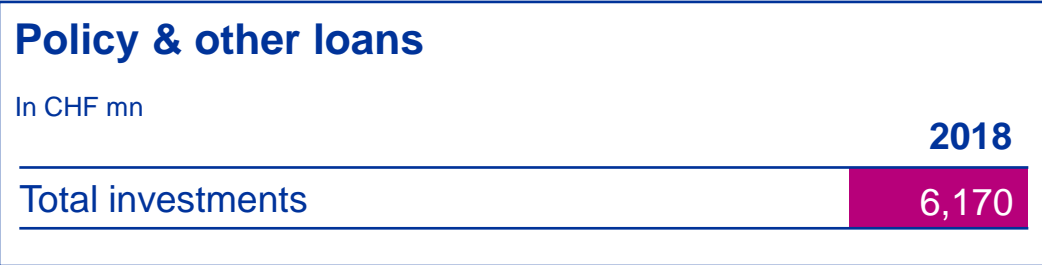 Policy & other loans
In CHF mn
2018
Total investments 6,170